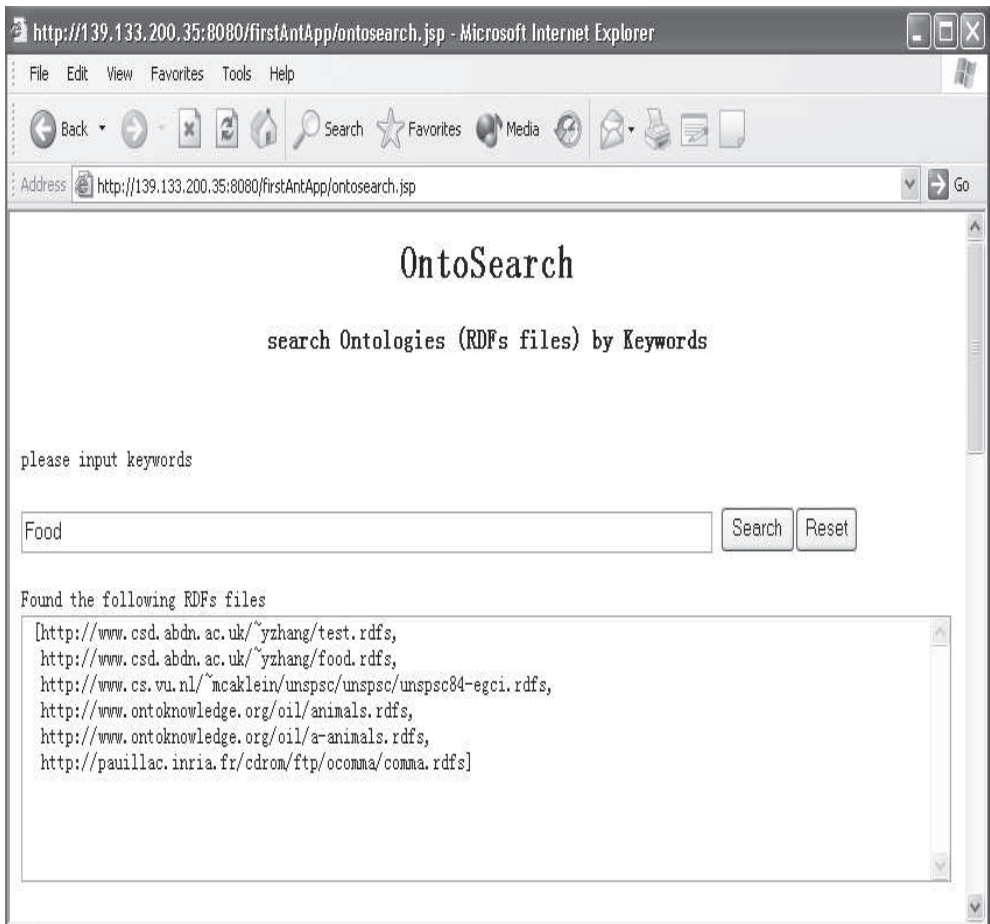 http://139.133.200.35:8080/firstAntApp/ontosearch.jsp - Microsoft Internet Explorer
File Edit View Favorites Tools Help
Back Search Favorites Media
Address http://139.133.200.35:8080/firstAntApp/ontosearch.jsp Go
OntoSearch
search Ontologies (RDFs files) by Keywords
please input keywords
Food Search Reset
Found the following RDFs files
[http://www.csd.abdn.ac.uk/~yzhang/test.rdfs,
http://www.csd.abdn.ac.uk/~yzhang/food.rdfs,
http://www.cs.vu.nl/~mcaklein/unspsc/unspsc/unspsc84-egci.rdfs,
http://www.ontoknowledge.org/oil/animals.rdfs,
http://www.ontoknowledge.org/oil/a-animals.rdfs,
http://pauillac.inria.fr/cdrom/ftp/ocomma/comma.rdfs]